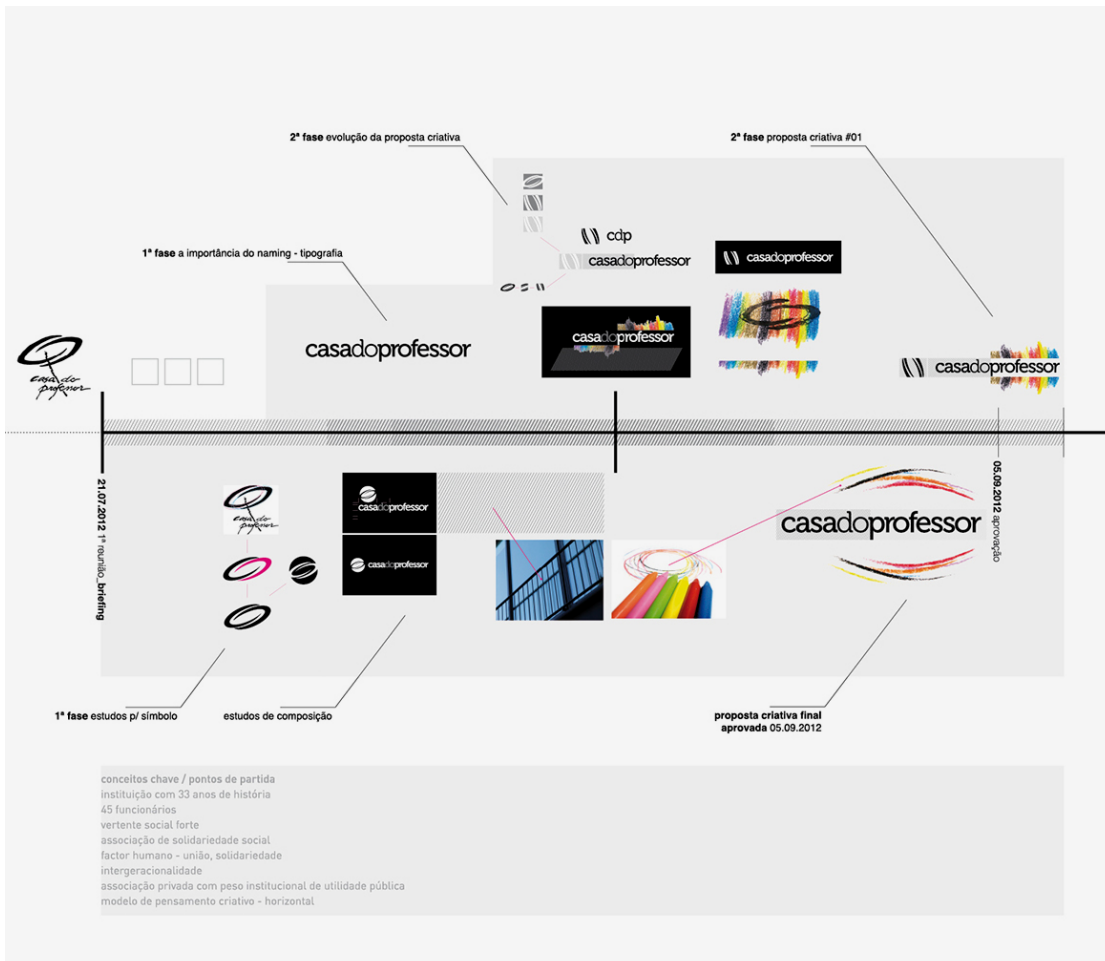 2ª fase evolução da proposta criativa
2ª fase proposta criativa #01
1ª fase a importância do naming - tipografia
cdp
casadoprofessor
casadoprofessor
casadoprofessor
casadoprofessor
casadoprofessor
casa do
professor
21.07.2012 1ª reunião_briefing
05.09.2012 aprovação
casa do
professor
casadoprofessor
casadoprofessor
casadoprofessor
1ª fase estudos p/ símbolo
estudos de composição
proposta criativa final
aprovada 05.09.2012
conceitos chave / pontos de partida
instituição com 33 anos de história
45 funcionários
vertente social forte
associação de solidariedade social
factor humano - união, solidariedade
intergeracionalidade
associação privada com peso institucional de utilidade pública
modelo de pensamento criativo - horizontal